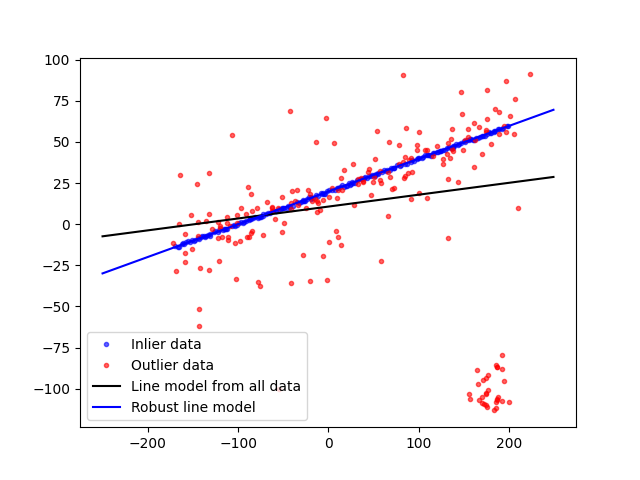 100
75
50
25
0
−25
−50
−75
−100
Inlier data
Outlier data
Line model from all data
Robust line model
−200 −100 0 100 200